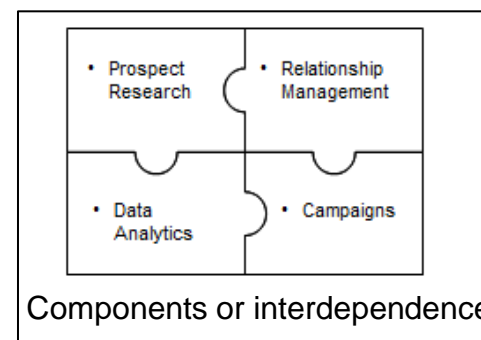 • Prospect
Research
• Relationship
Management
• Data
Analytics
• Campaigns
Components or interdependence